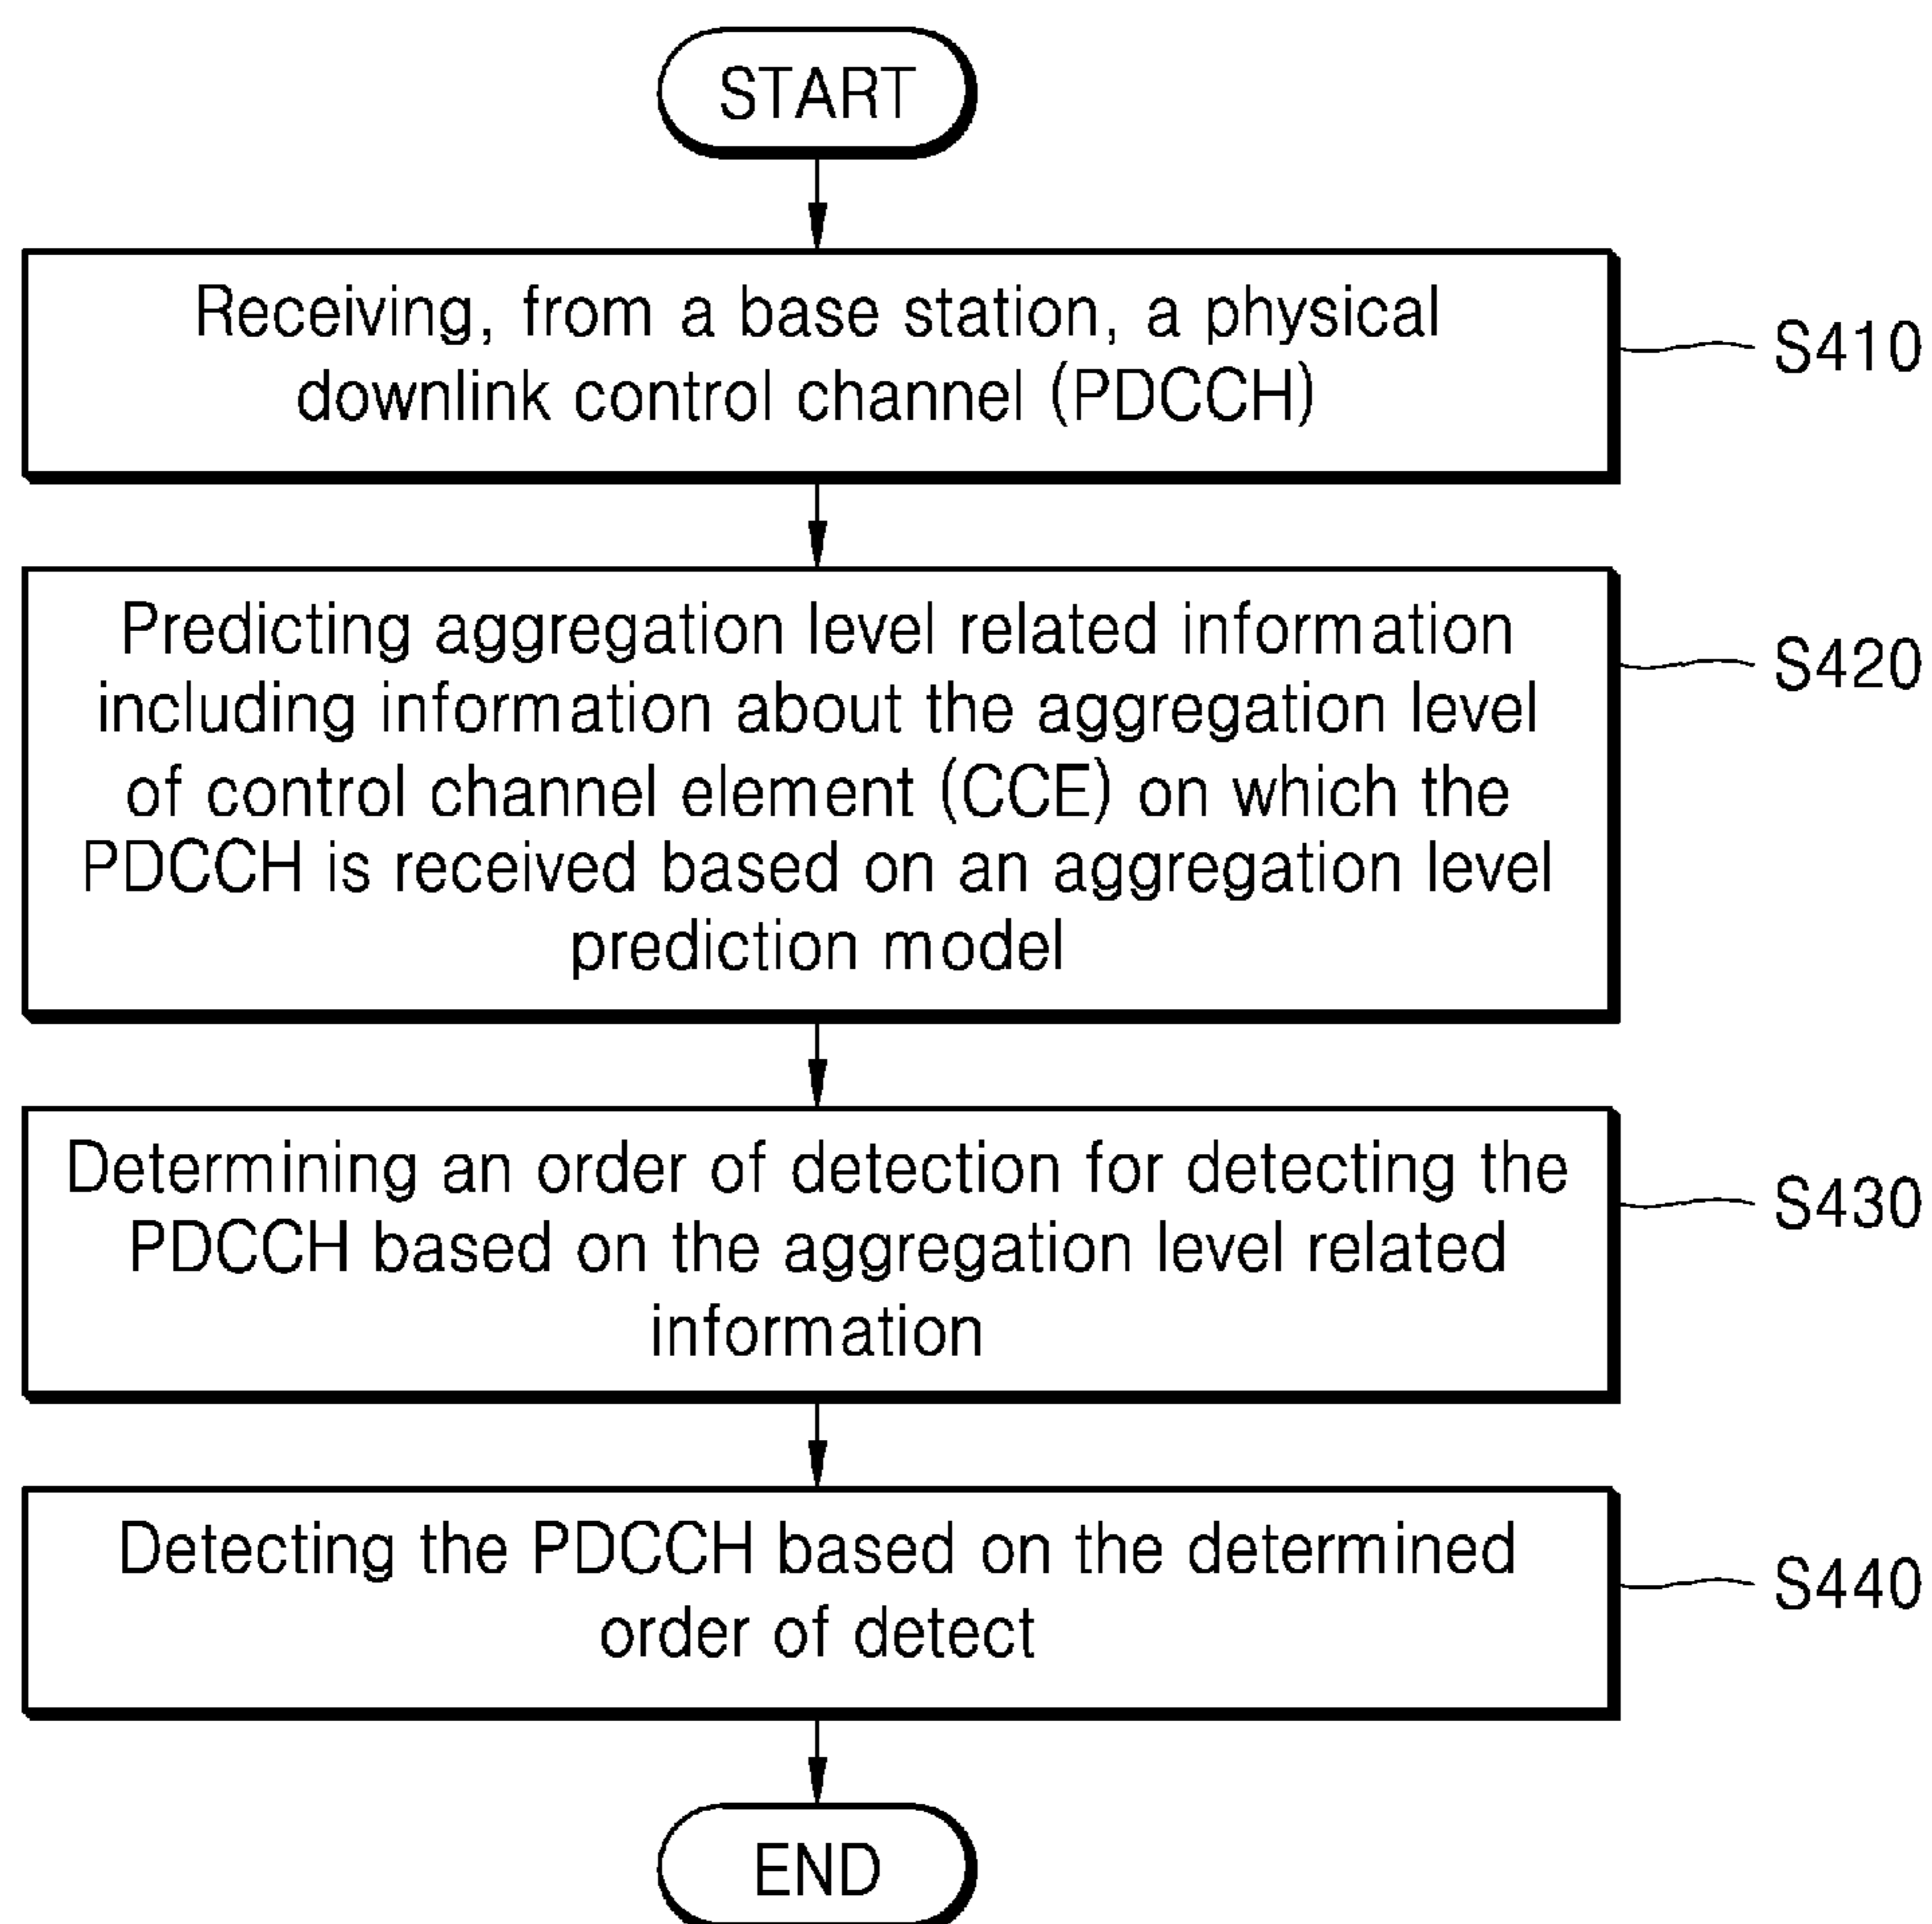 START
Receiving, from a base station, a physical
downlink control channel (PDCCH)
S410
Predicting aggregation level related information
including information about the aggregation level
of control channel element (CCE) on which the
PDCCH is received based on an aggregation level
prediction model
S420
Determining an order of detection for detecting the
PDCCH based on the aggregation level related
information
S430
Detecting the PDCCH based on the determined
order of detect
S440
END